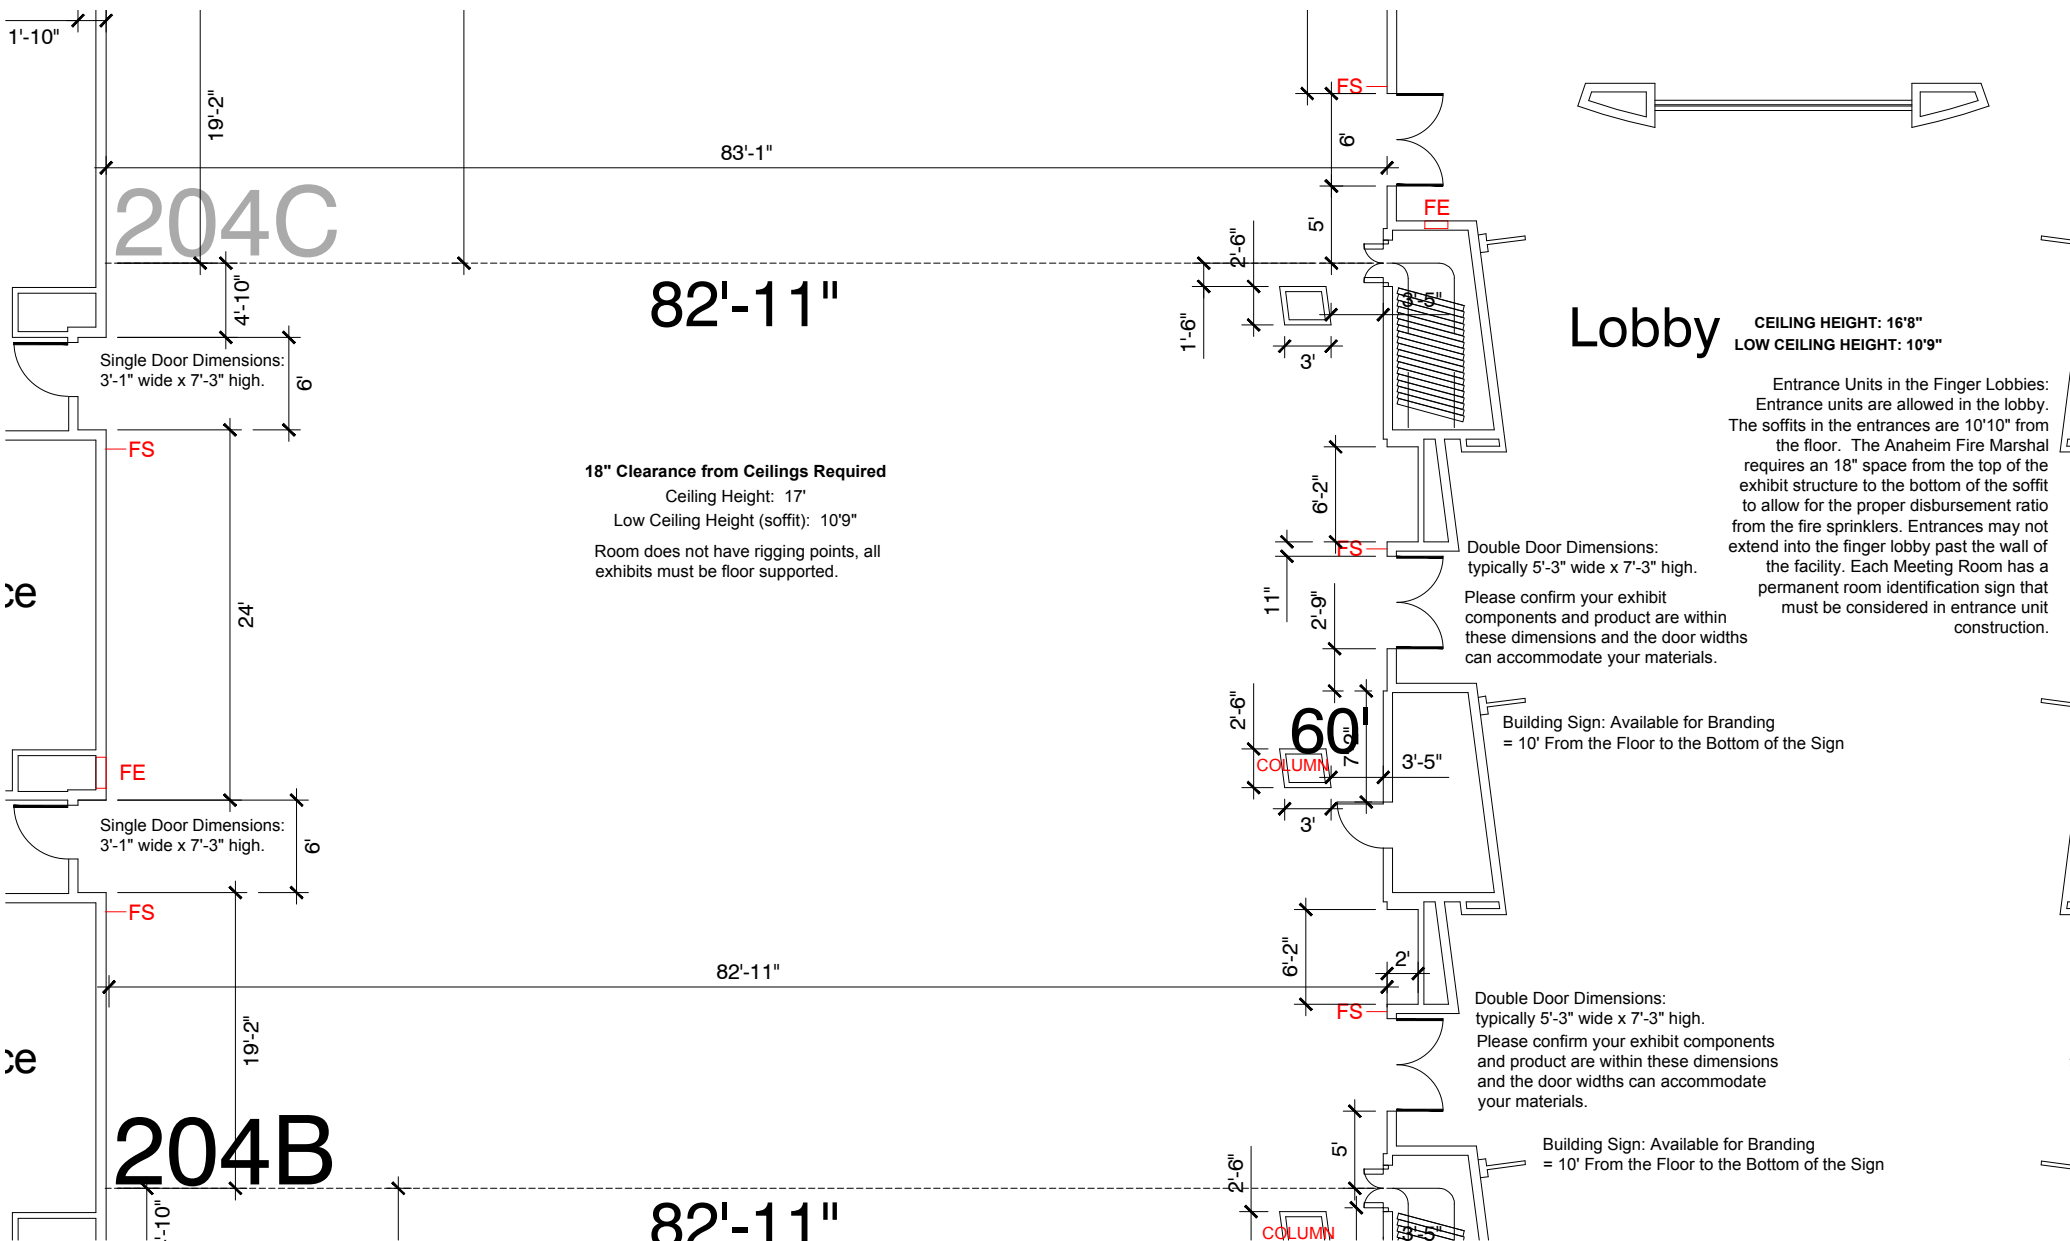 1'-10"
19'-2"
83'-1"
FS
6'
204C
5'
FE
2'-6"
4'-10"
82'-11"
1'-6"
3'-5"
3'
Lobby
CEILING HEIGHT: 16'8"
LOW CEILING HEIGHT: 10'9"
Single Door Dimensions:
3'-1" wide x 7'-3" high.
6'
Entrance Units in the Finger Lobbies:
Entrance units are allowed in the lobby.
The soffits in the entrances are 10'10" from
the floor.  The Anaheim Fire Marshal
requires an 18" space from the top of the
exhibit structure to the bottom of the soffit
to allow for the proper disbursement ratio
from the fire sprinklers. Entrances may not
extend into the finger lobby past the wall of
the facility. Each Meeting Room has a
permanent room identification sign that
must be considered in entrance unit
construction.
FS
18" Clearance from Ceilings Required
Ceiling Height:  17'
Low Ceiling Height (soffit):  10'9"
Room does not have rigging points, all
exhibits must be floor supported.
6'-2"
FS
Double Door Dimensions:
typically 5'-3" wide x 7'-3" high.
Please confirm your exhibit
components and product are within
these dimensions and the door widths
can accommodate your materials.
ce
24'
11"
2'-9"
2'-6"
60'
7'-2"
COLUMN
3'-5"
3'
Building Sign: Available for Branding
= 10' From the Floor to the Bottom of the Sign
FE
Single Door Dimensions:
3'-1" wide x 7'-3" high.
6'
FS
6'-2"
2'
82'-11"
FS
Double Door Dimensions:
typically 5'-3" wide x 7'-3" high.
Please confirm your exhibit components
and product are within these dimensions
and the door widths can accommodate
your materials.
ce
19'-2"
204B
5'
Building Sign: Available for Branding
= 10' From the Floor to the Bottom of the Sign
2'-6"
'-10"
82'-11"
COLUMN
3'-5"